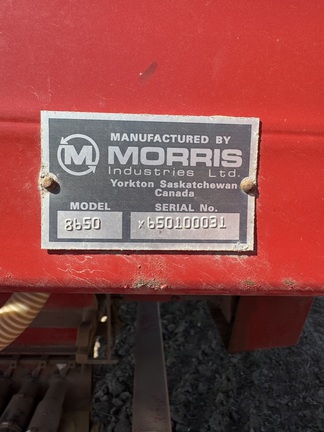 MANUFACTURED BY
M MORRIS
Industries Ltd.
Yorkton Saskatchewan
Canada
MODEL SERIAL No.
8650 x650100031